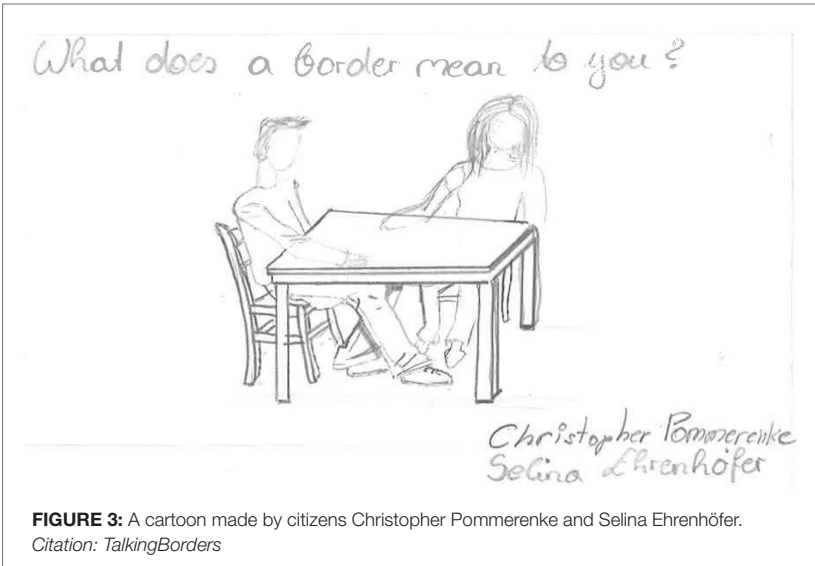 What does a border mean to you?
Christopher Pommerenke
Selina Ehrenhöfer
FIGURE 3: A cartoon made by citizens Christopher Pommerenke and Selina Ehrenhöfer.
Citation: TalkingBorders